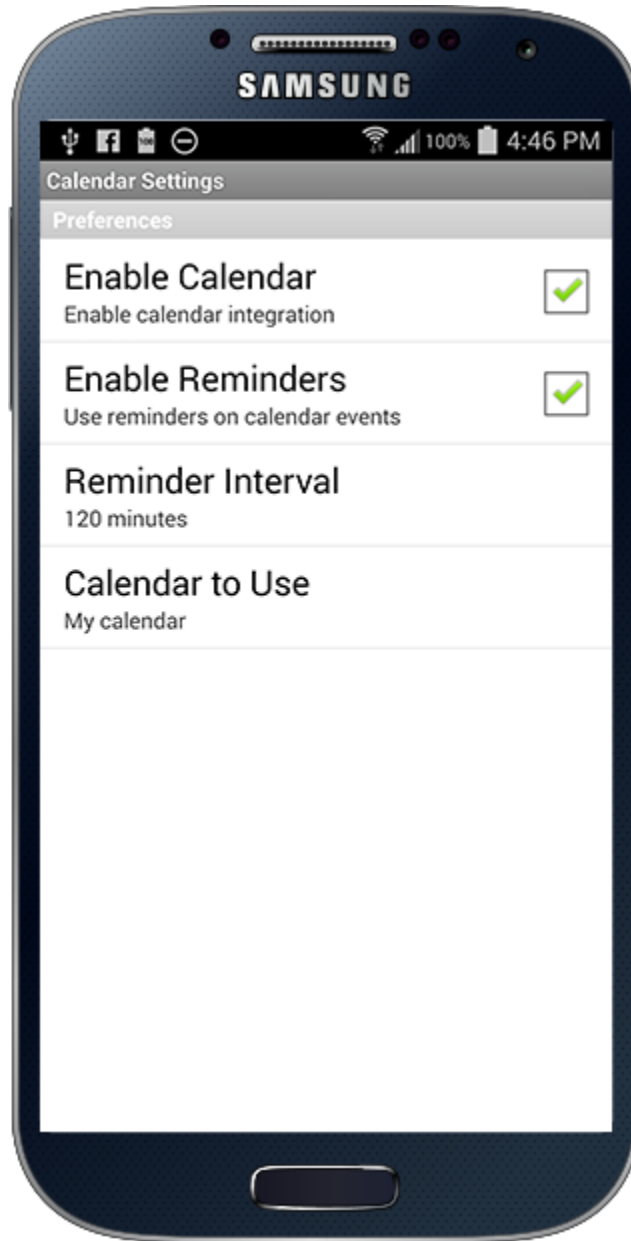 SAMSUNG
100% 4:46 PM
Calendar Settings
Preferences
Enable Calendar
Enable calendar integration
Enable Reminders
Use reminders on calendar events
Reminder Interval
120 minutes
Calendar to Use
My calendar